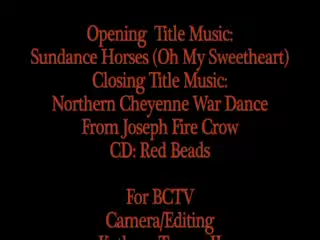 Opening Title Music:
Sundance Horses (Oh My Sweetheart)
Closing Title Music:
Northern Cheyenne War Dance
From Joseph Fire Crow
CD: Red Beads
For BCTV
Camera/Editing